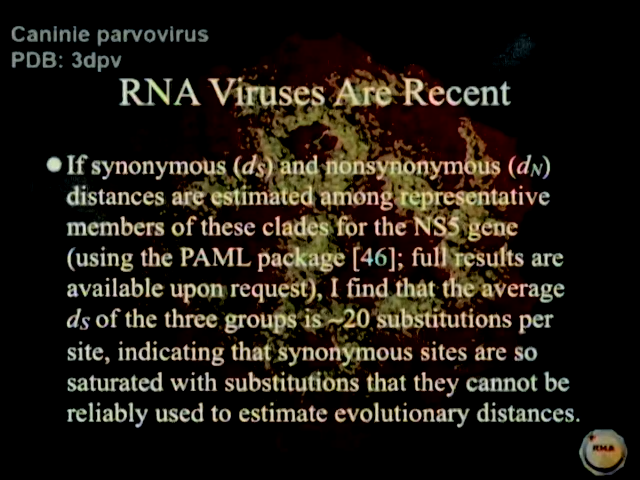 Caninie parvovirus
PDB: 3dpv
RNA Viruses Are Recent
● If synonymous (dS) and nonsynonymous (dN)
distances are estimated among representative
members of these clades for the NS5 gene
(using the PAML package [46]; full results are
available upon request), I find that the average
dS of the three groups is ~20 substitutions per
site, indicating that synonymous sites are so
saturated with substitutions that they cannot be
reliably used to estimate evolutionary distances.
RNA